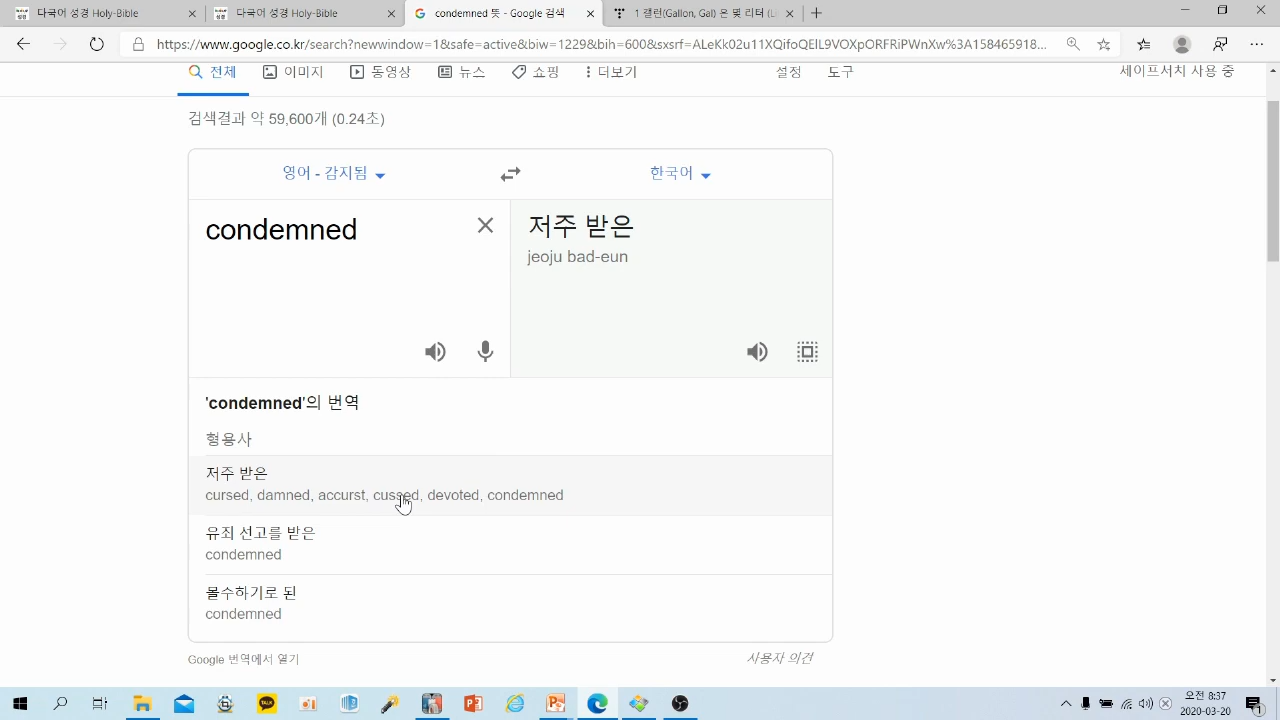 다국어 성경 Holy-Bible
다국어 성경 Holy-Bible
condemned 뜻 - Google 검색
1 갤런(Gallon, Gal) 은 몇 리터 (Li
https://www.google.co.kr/search?newwindow=1&safe=active&biw=1229&bih=600&sxsrf=ALeKk02u11XQifoQEIL9VOXpORFRiPWnXw%3A158465918...
전체
이미지
동영상
뉴스
쇼핑
더보기
설정
도구
세이프서치 사용 중
검색결과 약 59,600개 (0.24초)
영어 - 감지됨
한국어
condemned
저주 받은
jeoju bad-eun
'condemned'의 번역
형용사
저주 받은
cursed, damned, accurst, cussed, devoted, condemned
유죄 선고를 받은
condemned
몰수하기로 된
condemned
Google 번역에서 열기
사용자 의견
TALK
오전 8:37
2020-03-20